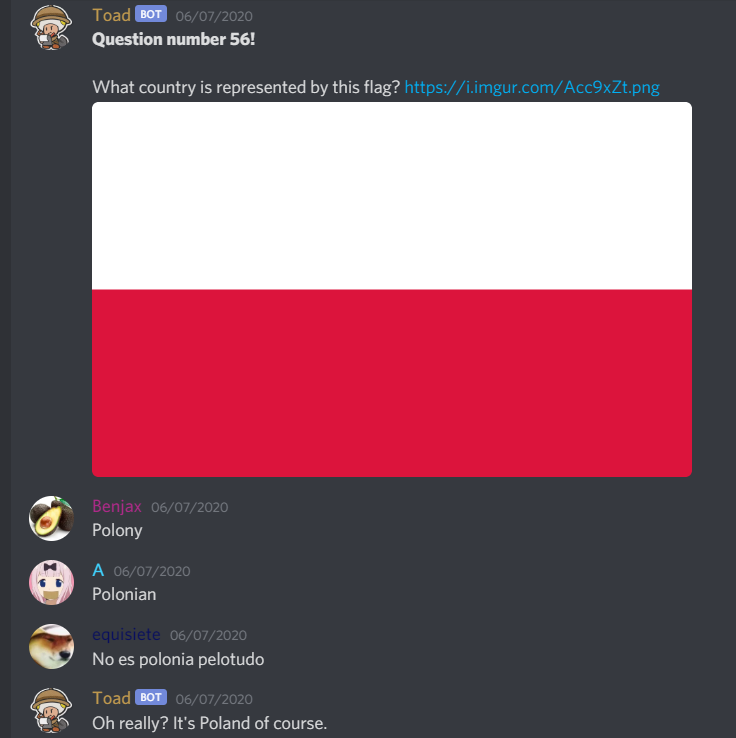 Toad BOT 06/07/2020
Question number 56!
What country is represented by this flag? https://i.imgur.com/Acc9xZt.png
Benjax 06/07/2020
Polony
A 06/07/2020
Polonian
equisiete 06/07/2020
No es polonia pelotudo
Toad BOT 06/07/2020
Oh really? It's Poland of course.